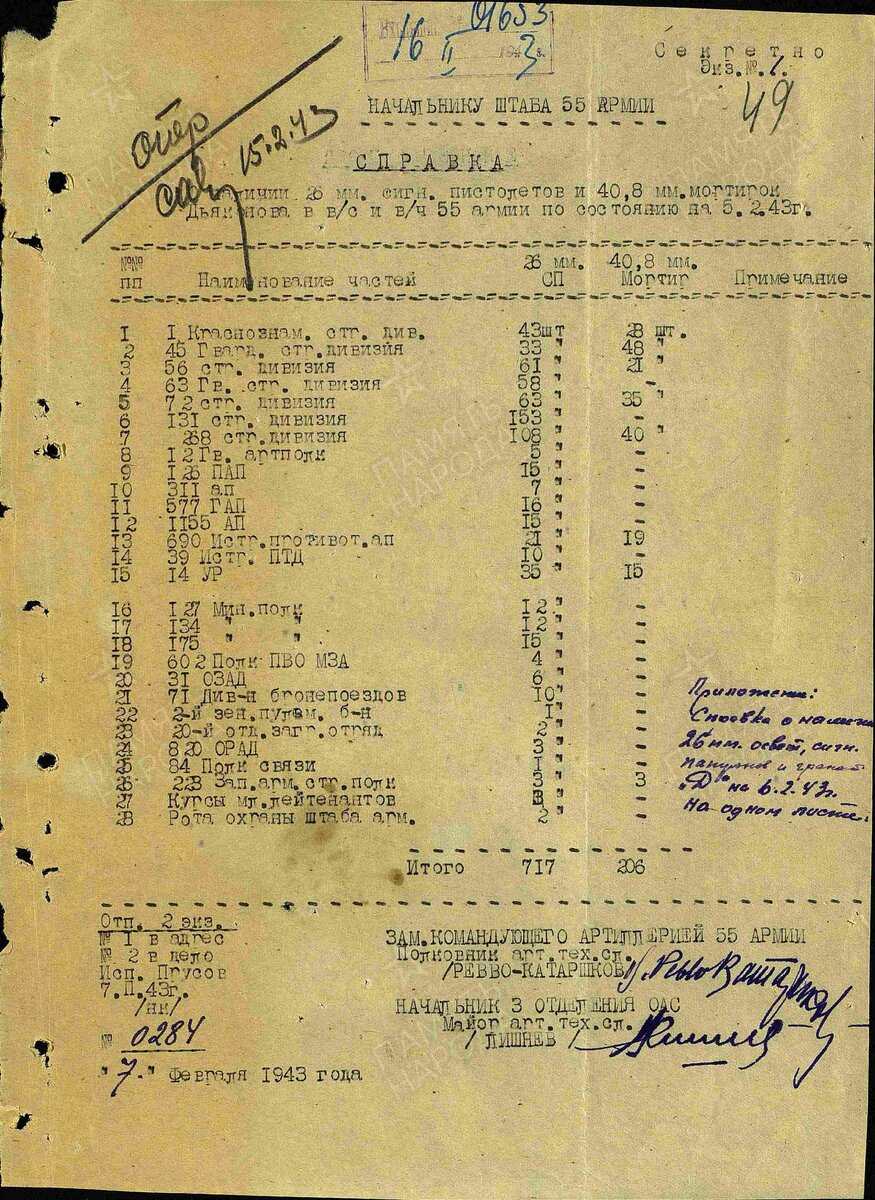 01653
16 II 1943 г.
Секретно
Экз.№ 1.
49
НАЧАЛЬНИКУ ШТАБА 55 АРМИИ
опер
15.2.43
СПРАВКА
наличии 26 мм. сигн. пистолетов и 40,8 мм.мортирок
Дьяконова в в/с и в/ч 55 армии по состоянию на 5.2.43г.
№№ пп Наименование частей 26 мм. СП 40,8 мм. Мортир Примечание
1 1 Краснознам. стр. див. 43шт 28 шт.
2 45 Гвард. стр.дивизия 33 " 48 "
3 56 стр. дивизия 61 " 21 "
4 63 Гв. стр. дивизия 58 " -
5 72 стр. дивизия 63 " 35 "
6 131 стр. дивизия 153 " -
7 268 стр.дивизия 108 " 40 "
8 12 Гв. артполк 5 " -
9 126 ПАП 15 " -
10 311 ап 7 " -
11 577 ГАП 16 " -
12 1155 АП 15 " -
13 690 Истр.противот.ап 21 " 19
14 39 Истр. ПТД 10 " -
15 14 УР 35 " 15
16 127 Мин.полк 12 " -
17 134 " " 12 " -
18 175 " " 15 " -
19 602 Полк ПВО МЗА 4 " -
20 31 ОЗАД 6 " -
21 71 Див-н бронепоездов 10 " -
22 2-й зен.пулем. б-н 1 " -
23 20-й отд.загр.отряд 2 " -
24 820 ОРАД 3 " -
25 84 Полк связи 1 " -
26 223 Зап.арм.стр.полк 3 " 3
27 Курсы мл.лейтенантов " -
28 Рота охраны штаба арм. 2 " -
Приложени:
Справка о наличии
26 мм. освет, сигн.
патронов и гранат
"Д" на 6.2.43г.
на одном листе.
Итого 717 206
Отп. 2 экз.
№ 1 в адрес
№ 2 в дело
Исп. Прусов
7.П.43г.
/нк/
№ 0284
"7." Февраля 1943 года
ЗАМ.КОМАНДУЮЩЕГО АРТИЛЛЕРИЕЙ 55 АРМИИ
Полковник арт.тех.сл.
/РЕВВО-КАТАРШКОВ/
НАЧАЛЬНИК 3 ОТДЕЛЕНИЯ ОАС
Майор арт.тех.сл.
/ ЛИШНЕВ /
ПАМЯТЬ НАРОДА